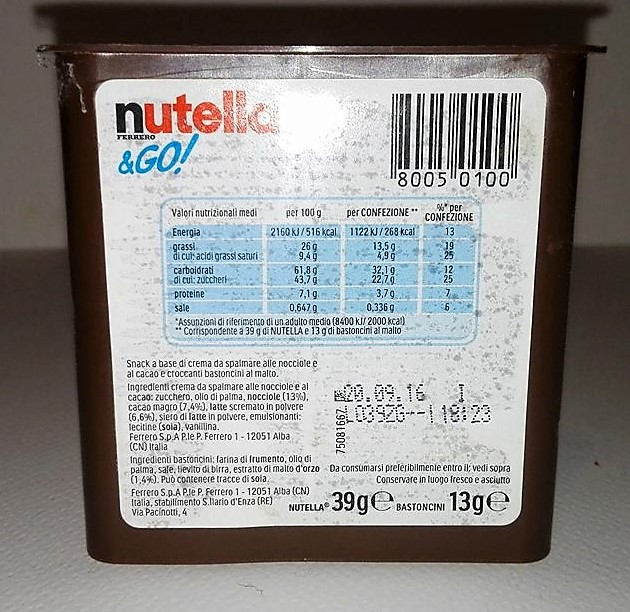 nutella
FERRERO
&GO!
8005 0100
Valori nutrizionali medi per 100 g per CONFEZIONE ** %* per CONFEZIONE
Energia 2160 kJ / 516 kcal 1122 kJ / 268 kcal 13
grassi 26 g 13,5 g 19
di cui: acidi grassi saturi 9,4 g 4,9 g 25
carboidrati 61,8 g 32,1 g 12
di cui: zuccheri 43,7 g 22,7 g 25
proteine 7,1 g 3,7 g 7
sale 0,647 g 0,336 g 6
*Assunzioni di riferimento di un adulto medio (8400 kJ/ 2000 kcal)
** Corrispondente a 39 g di NUTELLA e 13 g di bastoncini al malto
Snack a base di crema da spalmare alle nocciole e
al cacao e croccanti bastoncini al malto.
Ingredienti crema da spalmare alle nocciole e al
cacao: zucchero, olio di palma, nocciole (13%),
cacao magro (7,4%), latte scremato in polvere
(6,6%), siero di latte in polvere, emulsionanti:
lecitine (soia), vanillina.
Ferrero S.p.A P.le P. Ferrero 1 - 12051 Alba
(CN) Italia
Ingredienti bastoncini: farina di frumento, olio di
palma, sale, lievito di birra, estratto di malto d'orzo
(1,4%). Può contenere tracce di soia.
Ferrero S.p.A P.le P. Ferrero 1 - 12051 Alba (CN)
Italia, stabilimento S.Ilario d'Enza (RE)
Via Pacinotti, 4
75081667
20.09.16 I
18:23
Da consumarsi preferibilmente entro il: vedi sopra
Conservare in luogo fresco e asciutto
NUTELLA® 39g℮ BASTONCINI 13g℮